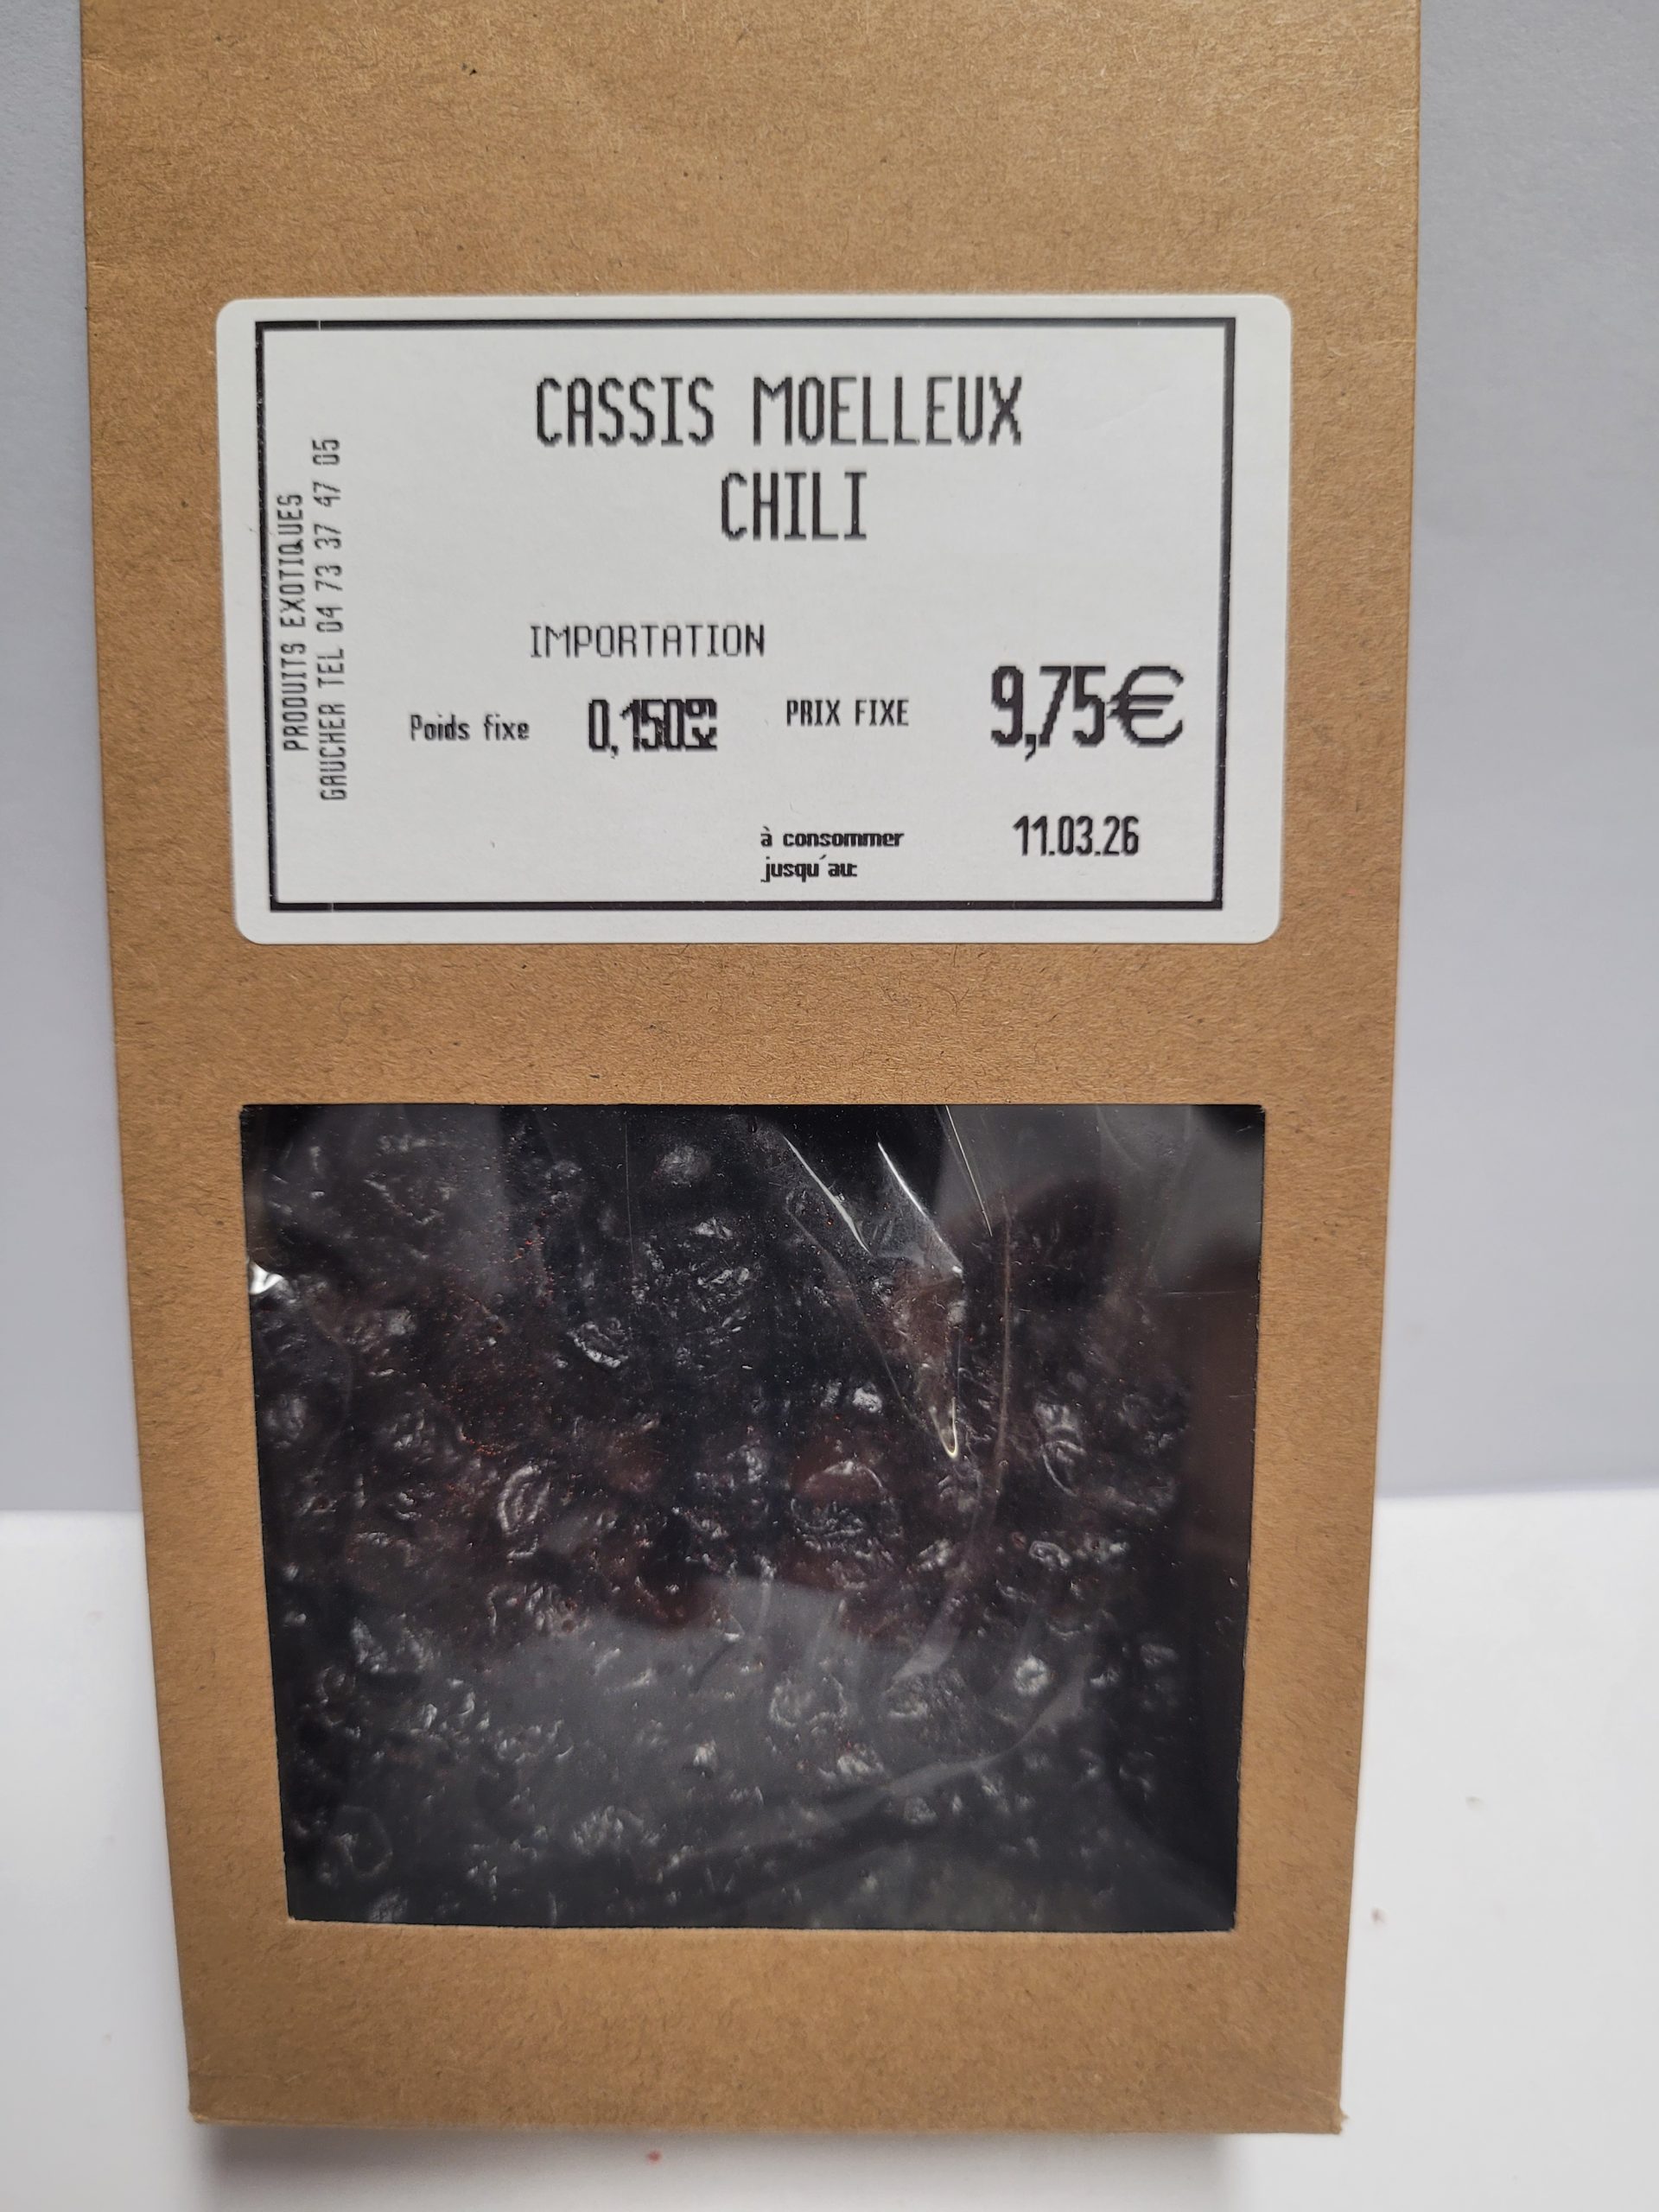 CASSIS MOELLEUX
CHILI
PRODUITS EXOTIQUES
GAUCHER TEL 04 73 37 47 05
IMPORTATION
Poids fixe 0,150kg PRIX FIXE 9,75€
à consommer
jusqu'au: 11.03.26